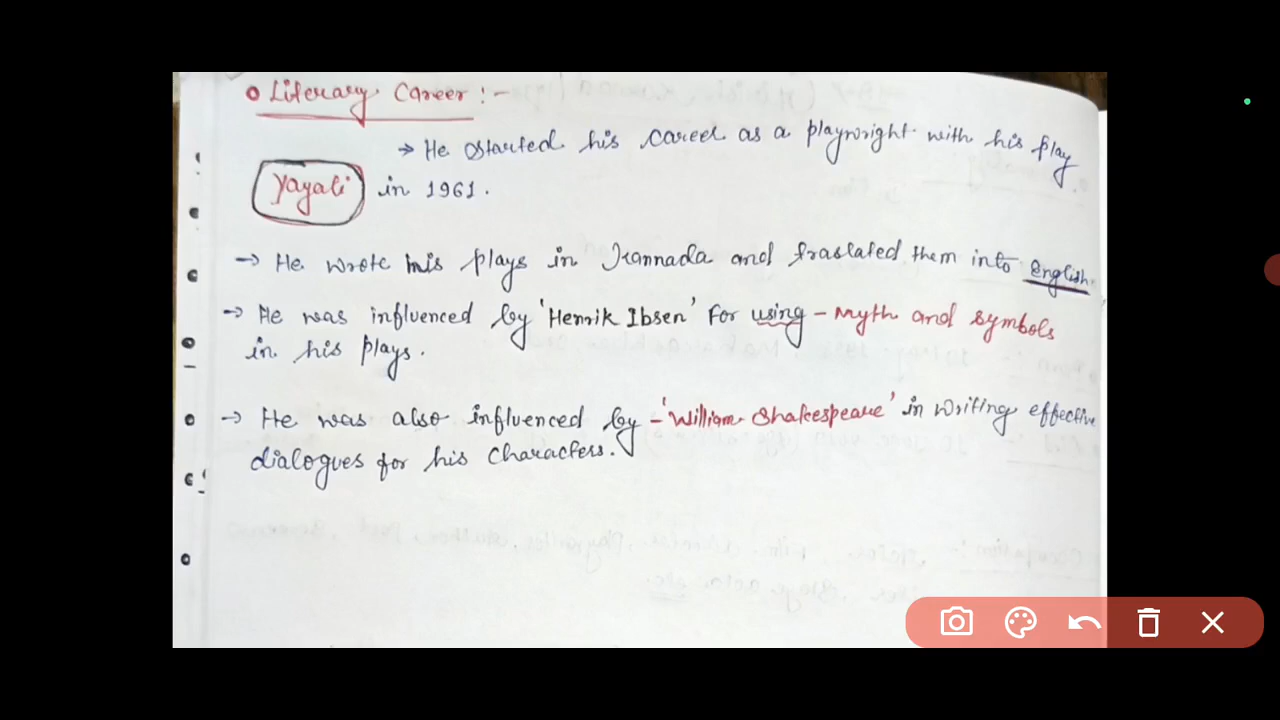 Literary Career :-
→ He started his career as a playwright with his play
Yayati in 1961.
→ He wrote his plays in Kannada and traslated them into English.
→ He was influenced by 'Henrik Ibsen' For using - Myth and symbols
in his plays.
→ He was also influenced by - 'William Shakespeare' in writing effective
dialogues for his characters.